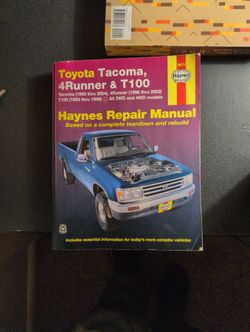 Toyota Tacoma,
4Runner & T100
Tacoma (1995 thru 2004), 4Runner (1996 thru 2002)
T100 (1993 thru 1998) □ All 2WD and 4WD models
Haynes
Haynes Repair Manual
Based on a complete teardown and rebuild
Includes essential information for today's more complex vehicles